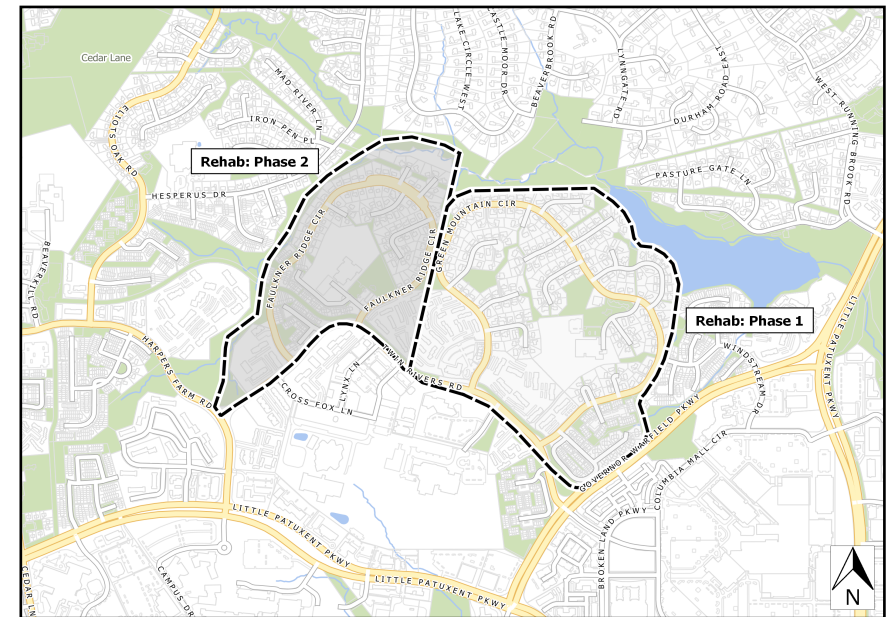 Cedar Lane
ELIOTS OAK RD
MAD RIVER LN
IRON PEN PL
HESPERUS DR
LAKE CIRCLE WEST
CASTLE MOOR DR
BEAVERBROOK RD
LYNNGATE RD
DURHAM ROAD EAST
WEST RUNNING BROOK RD
PASTURE GATE LN
Rehab: Phase 2
FAULKNER RIDGE CIR
FAULKNER RIDGE CIR
GREEN MOUNTAIN CIR
BEAVERKILL RD
HARPERS FARM RD
TWIN RIVERS RD
LYNX LN
CROSS FOX LN
Rehab: Phase 1
WINDSTREAM DR
LITTLE PATUXENT PKWY
GOVERNOR WARFIELD PKWY
COLUMBIA MALL CIR
BROKEN LAND PKWY
LITTLE PATUXENT PKWY
LITTLE PATUXENT PKWY
CEDAR LN
CAMPUS DR
N